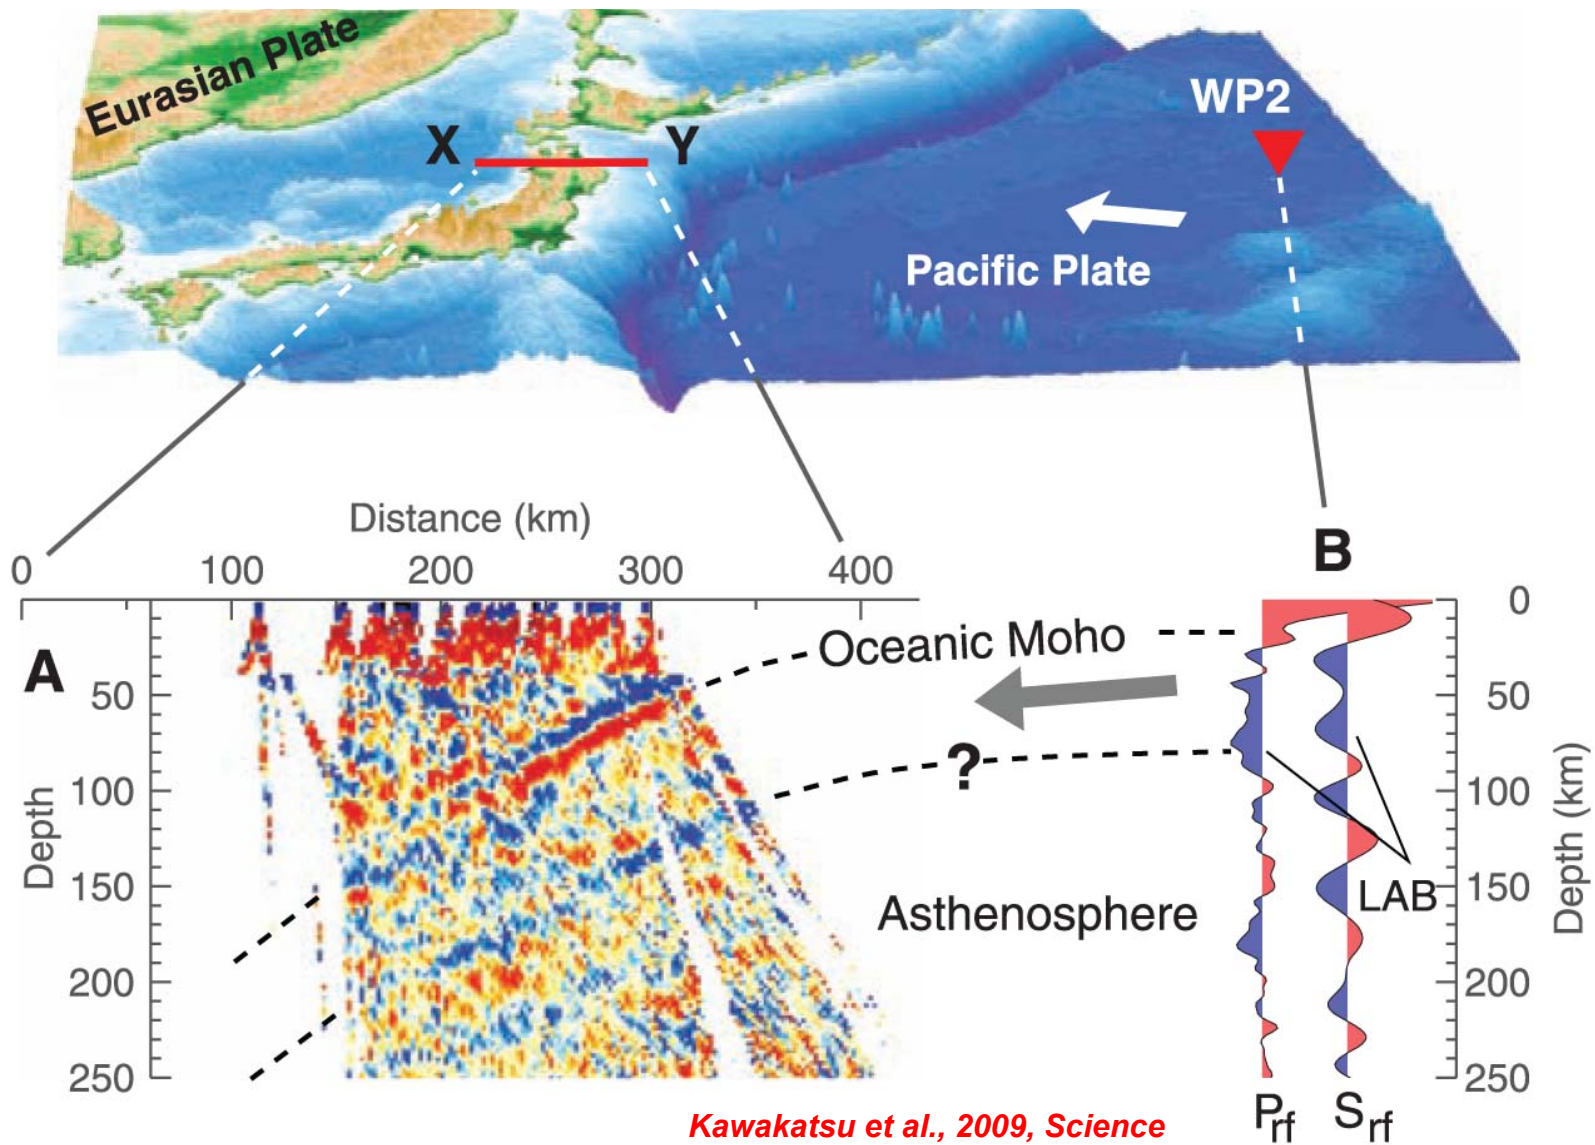 Eurasian Plate
WP2
X
Y
Pacific Plate
Distance (km)
B
0
100
200
300
400
0
Oceanic Moho
A
50
50
?
100
100
Depth
Depth (km)
150
LAB
150
Asthenosphere
200
200
250
250
Prf
Srf
Kawakatsu et al., 2009, Science